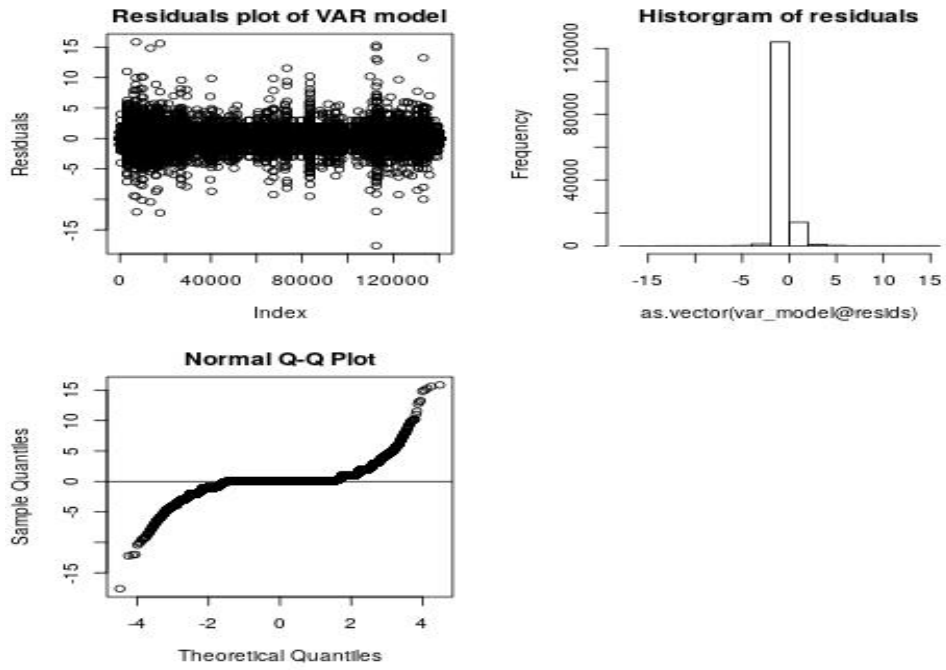 Residuals plot of VAR model
Residuals
15
10
5
0
-5
-15
0 40000 80000 120000
Index
Historgram of residuals
Frequency
120000
80000
40000
0
-15 -5 0 5 10 15
as.vector(var_model@resids)
Normal Q-Q Plot
Sample Quantiles
15
10
5
0
-5
-15
-4 -2 0 2 4
Theoretical Quantiles